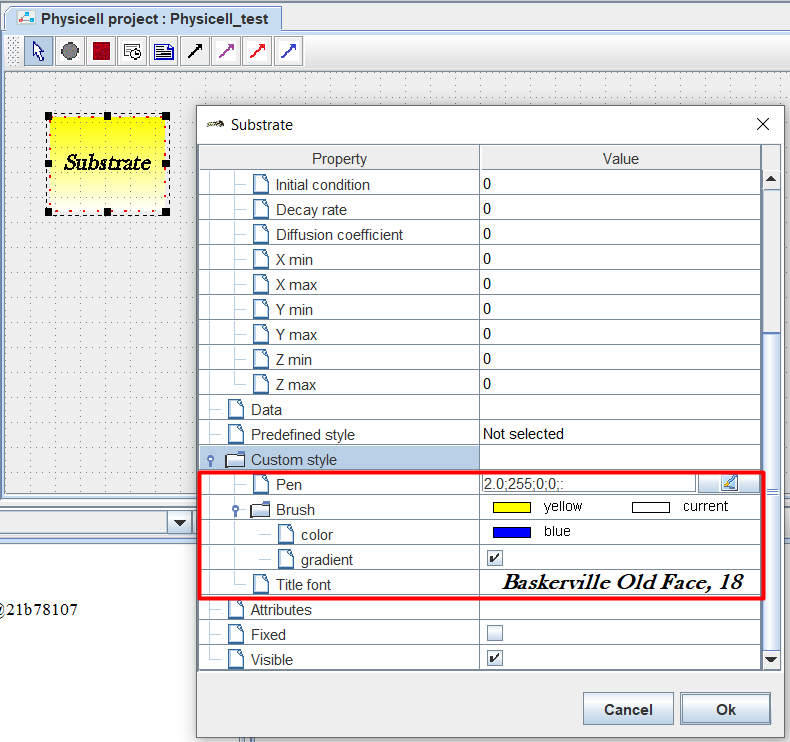 Physicell project : Physicell_test
Substrate
Substrate
Property Value
Initial condition 0
Decay rate 0
Diffusion coefficient 0
X min 0
X max 0
Y min 0
Y max 0
Z min 0
Z max 0
Data
Predefined style Not selected
Custom style
Pen 2.0;255;0;0;:
Brush yellow current
color blue
gradient
Title font Baskerville Old Face, 18
@21b78107 Attributes
Fixed
Visible
Cancel Ok